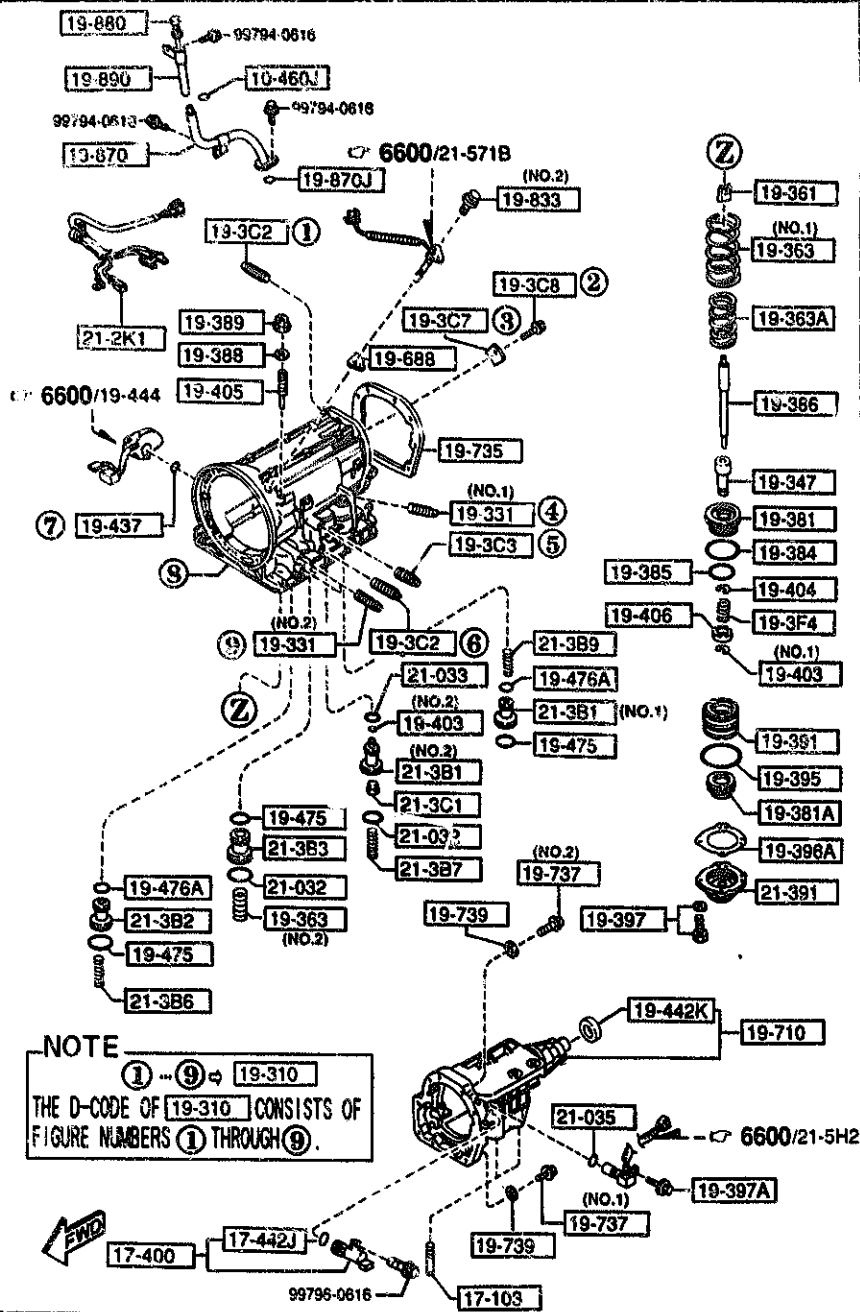 19-880
99794-0616
19-890
10-460J
99794-0616
6600/21-571B
19-870J
(NO.2)
19-833
19-3C2 ①
21-2K1
19-3C8 ②
19-3C7 ③
19-389
19-388
19-688
19-405
6600/19-444
19-735
⑦ 19-437
(NO.1)
19-331 ④
19-3C3 ⑤
⑧
(NO.2)
⑨ 19-331
19-3C2 ⑥
Z
Z
19-361
(NO.1)
19-363
19-363A
19-386
19-347
19-381
19-384
19-385
19-404
19-406
19-3F4
(NO.1)
19-403
19-391
19-395
19-381A
19-396A
21-391
19-397
21-3B9
19-476A
21-3B1 (NO.1)
19-475
21-033
(NO.2)
19-403
(NO.2)
21-3B1
21-3C1
21-3B7
19-475
21-3B3
21-032
19-363
(NO.2)
19-476A
21-3B2
19-475
21-3B6
(NO.2)
19-737
19-739
19-442K
19-710
21-035
6600/21-5H2
19-397A
(NO.1)
19-737
19-739
17-103
NOTE
① - ⑨ ⇨ 19-310
THE D-CODE OF 19-310 CONSISTS OF
FIGURE NUMBERS ① THROUGH ⑨.
FWD
17-442J
17-400
99796-0616